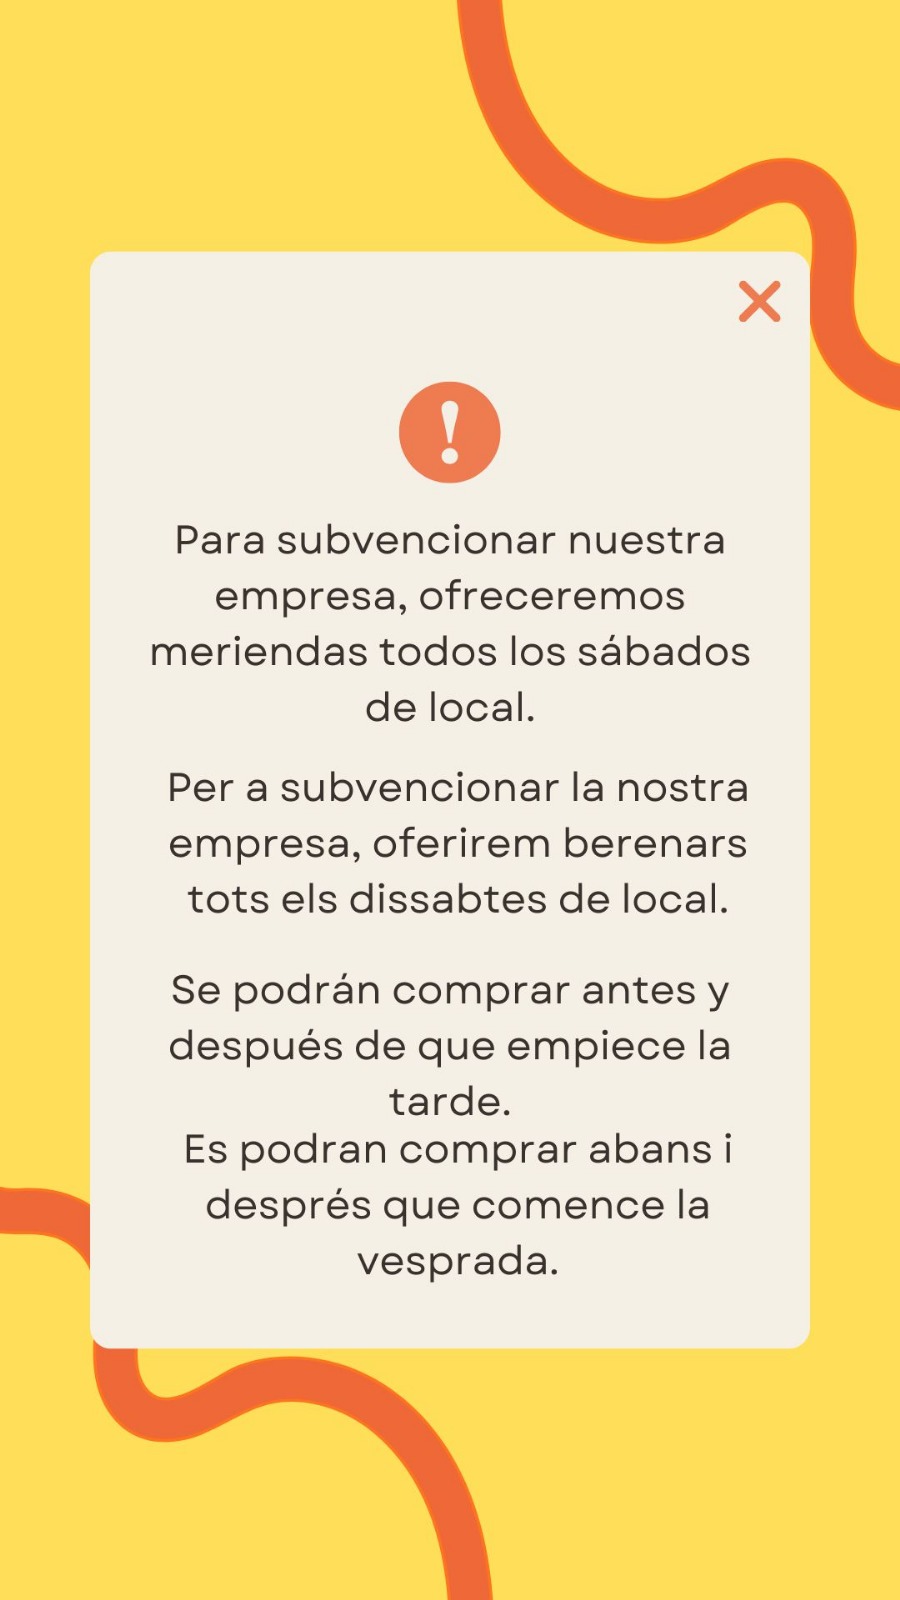 Para subvencionar nuestra
empresa, ofreceremos
meriendas todos los sábados
de local.
Per a subvencionar la nostra
empresa, oferirem berenars
tots els dissabtes de local.
Se podrán comprar antes y
después de que empiece la
tarde.
Es podran comprar abans i
després que comence la
vesprada.